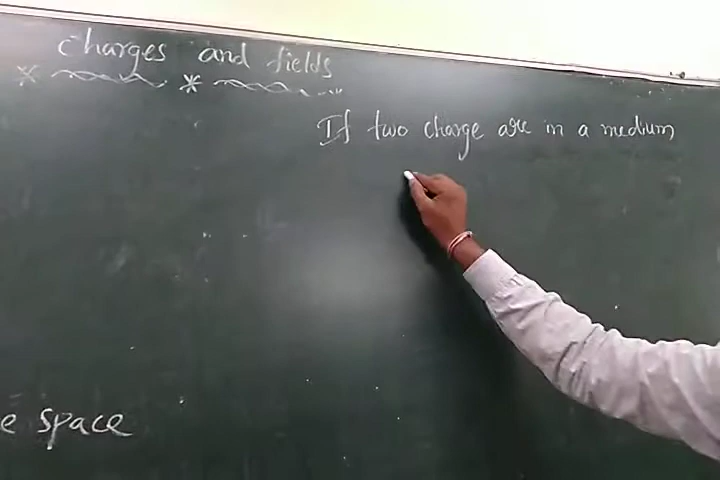 charges and fields
If two charge are in a medium
e space